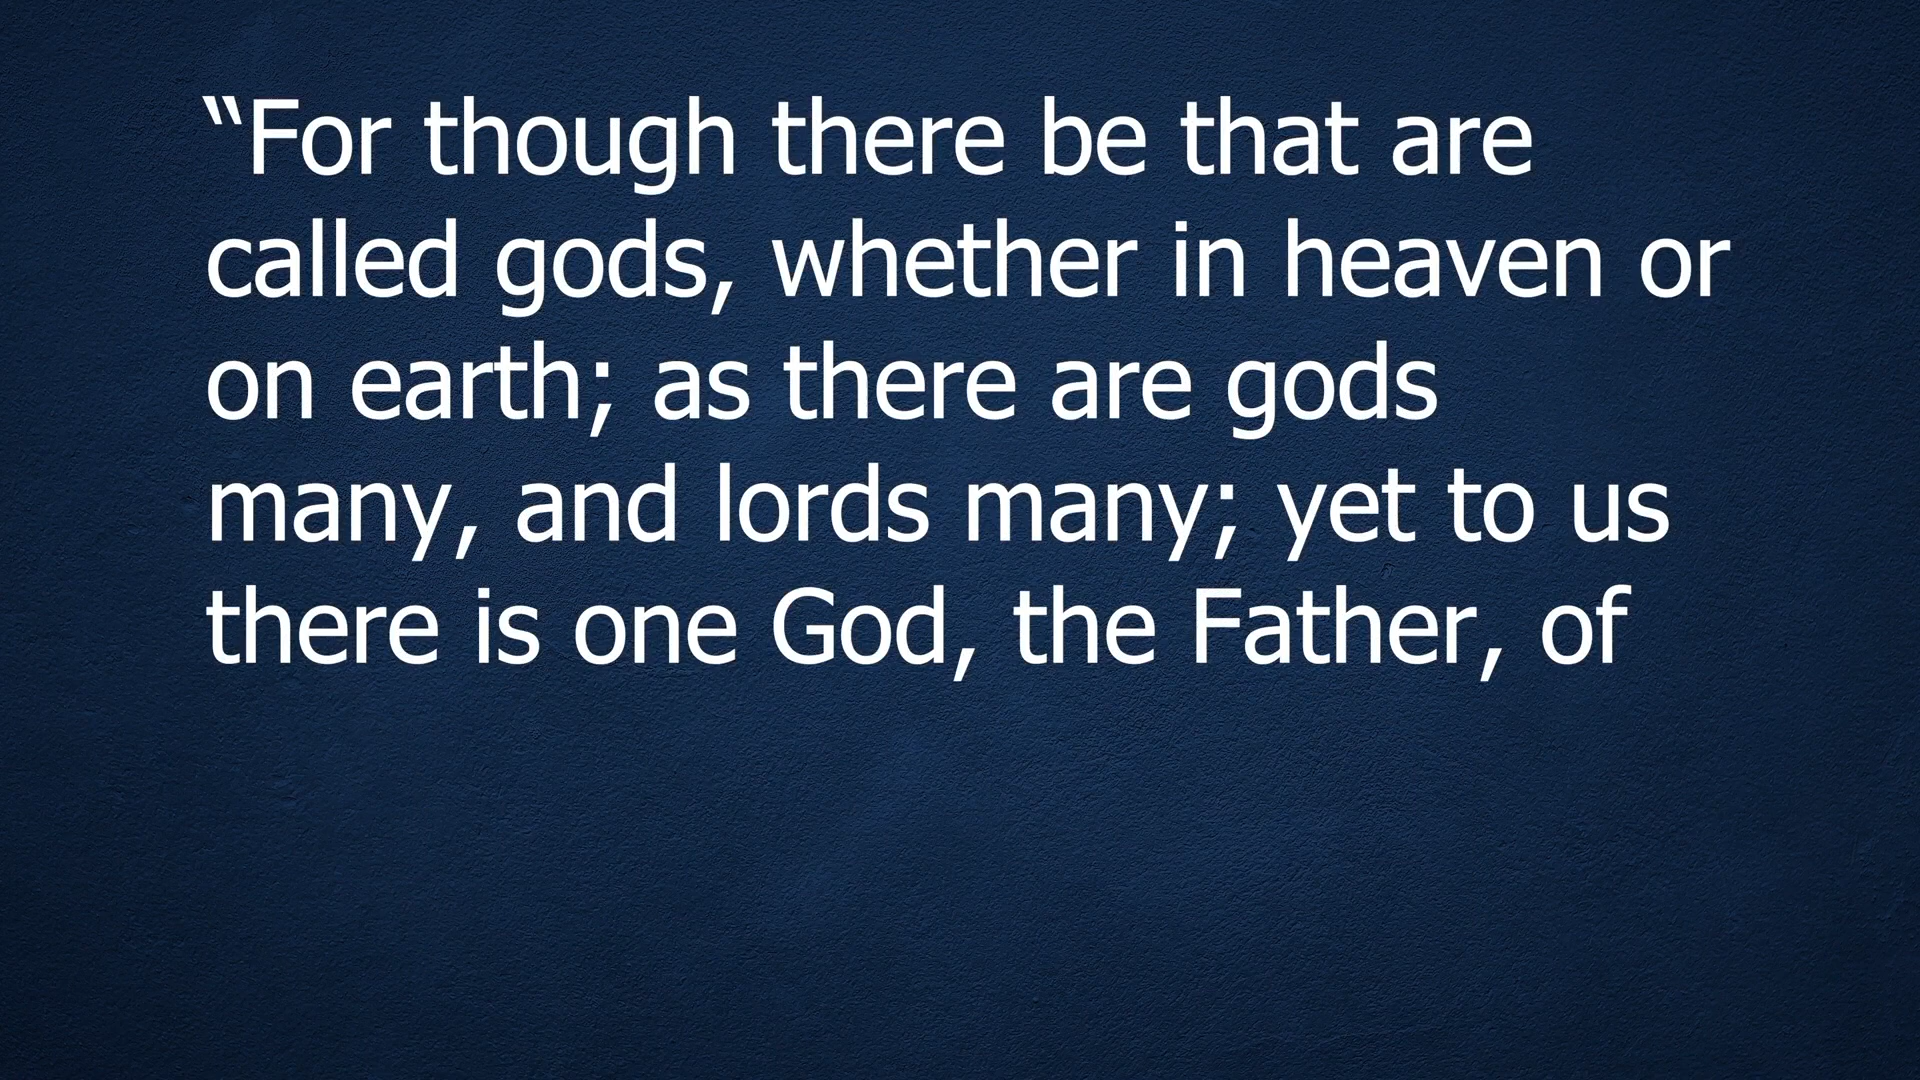 “For though there be that are
called gods, whether in heaven or
on earth; as there are gods
many, and lords many; yet to us
there is one God, the Father, of